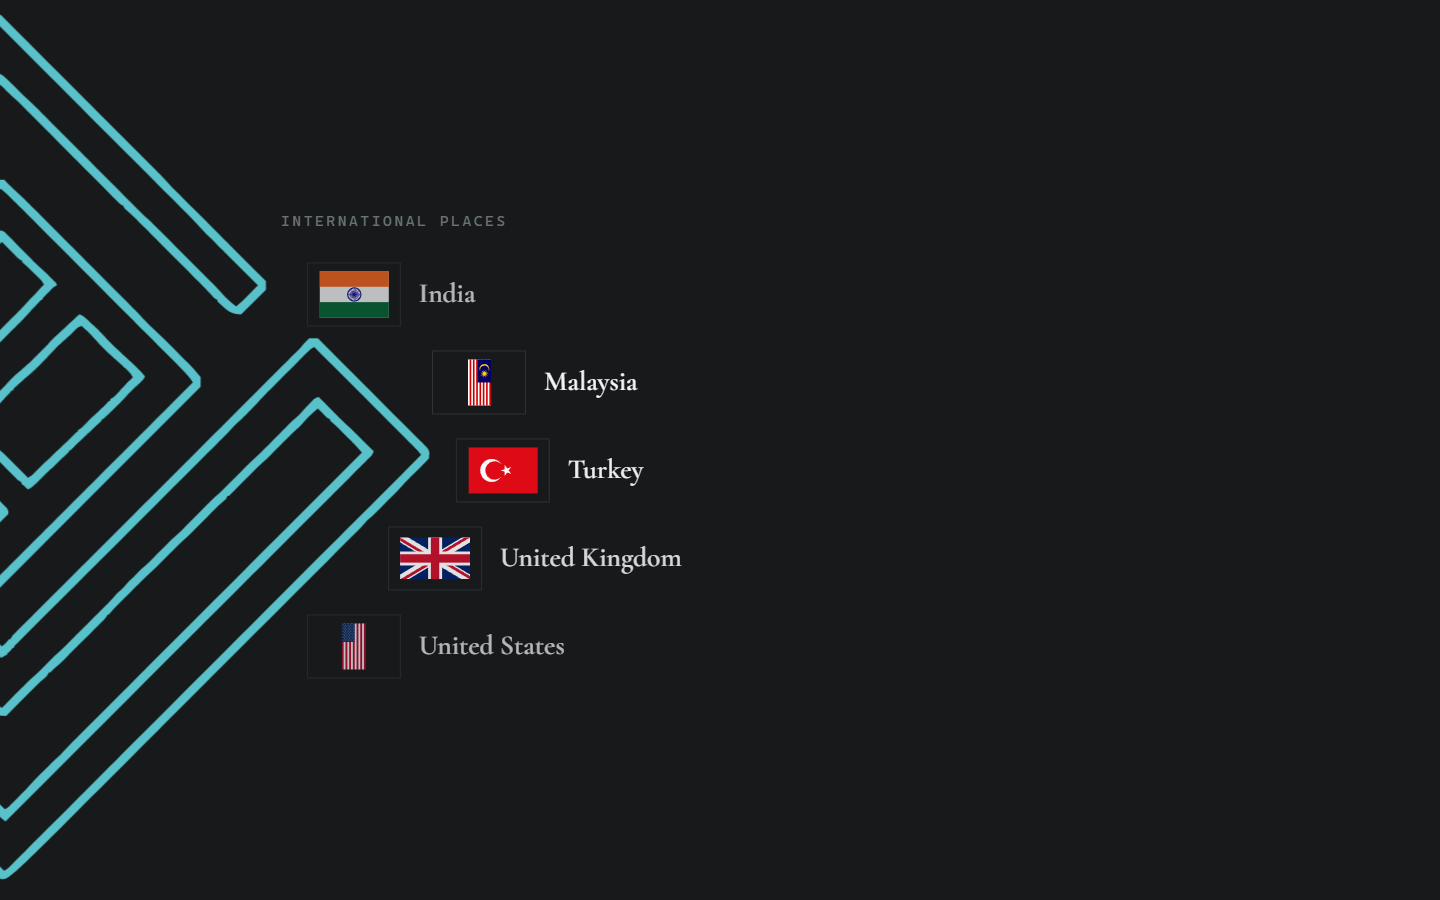 INTERNATIONAL PLACES
India
Malaysia
Turkey
United Kingdom
United States